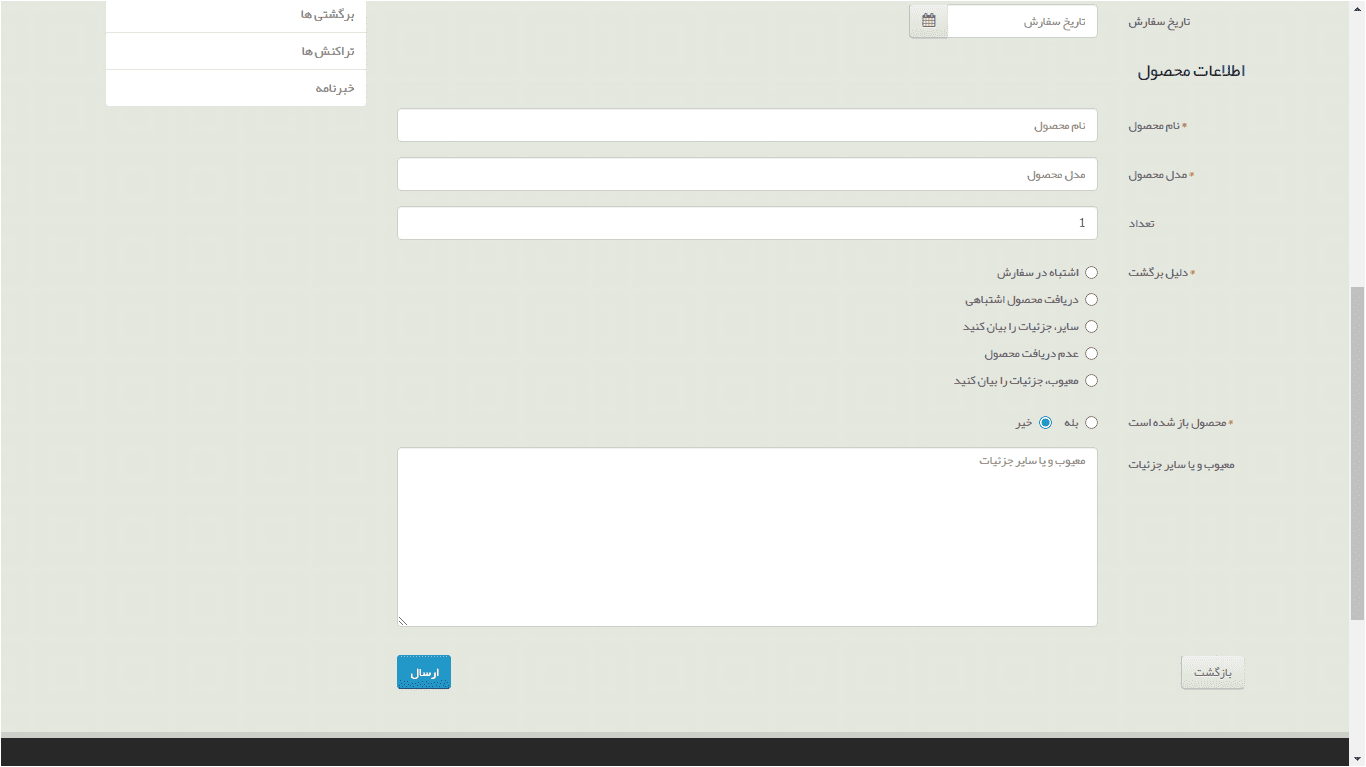 تاریخ سفارش
تاریخ سفارش
اطلاعات محصول
* نام محصول
نام محصول
* مدل محصول
مدل محصول
تعداد
1
* دلیل برگشت
اشتباه در سفارش
دریافت محصول اشتباهی
سایر، جزئیات را بیان کنید
عدم دریافت محصول
معیوب، جزئیات را بیان کنید
* محصول باز شده است
بله
خیر
معیوب و یا سایر جزئیات
معیوب و یا سایر جزئیات
بازگشت
ارسال
برگشتی ها
تراکنش ها
خبرنامه